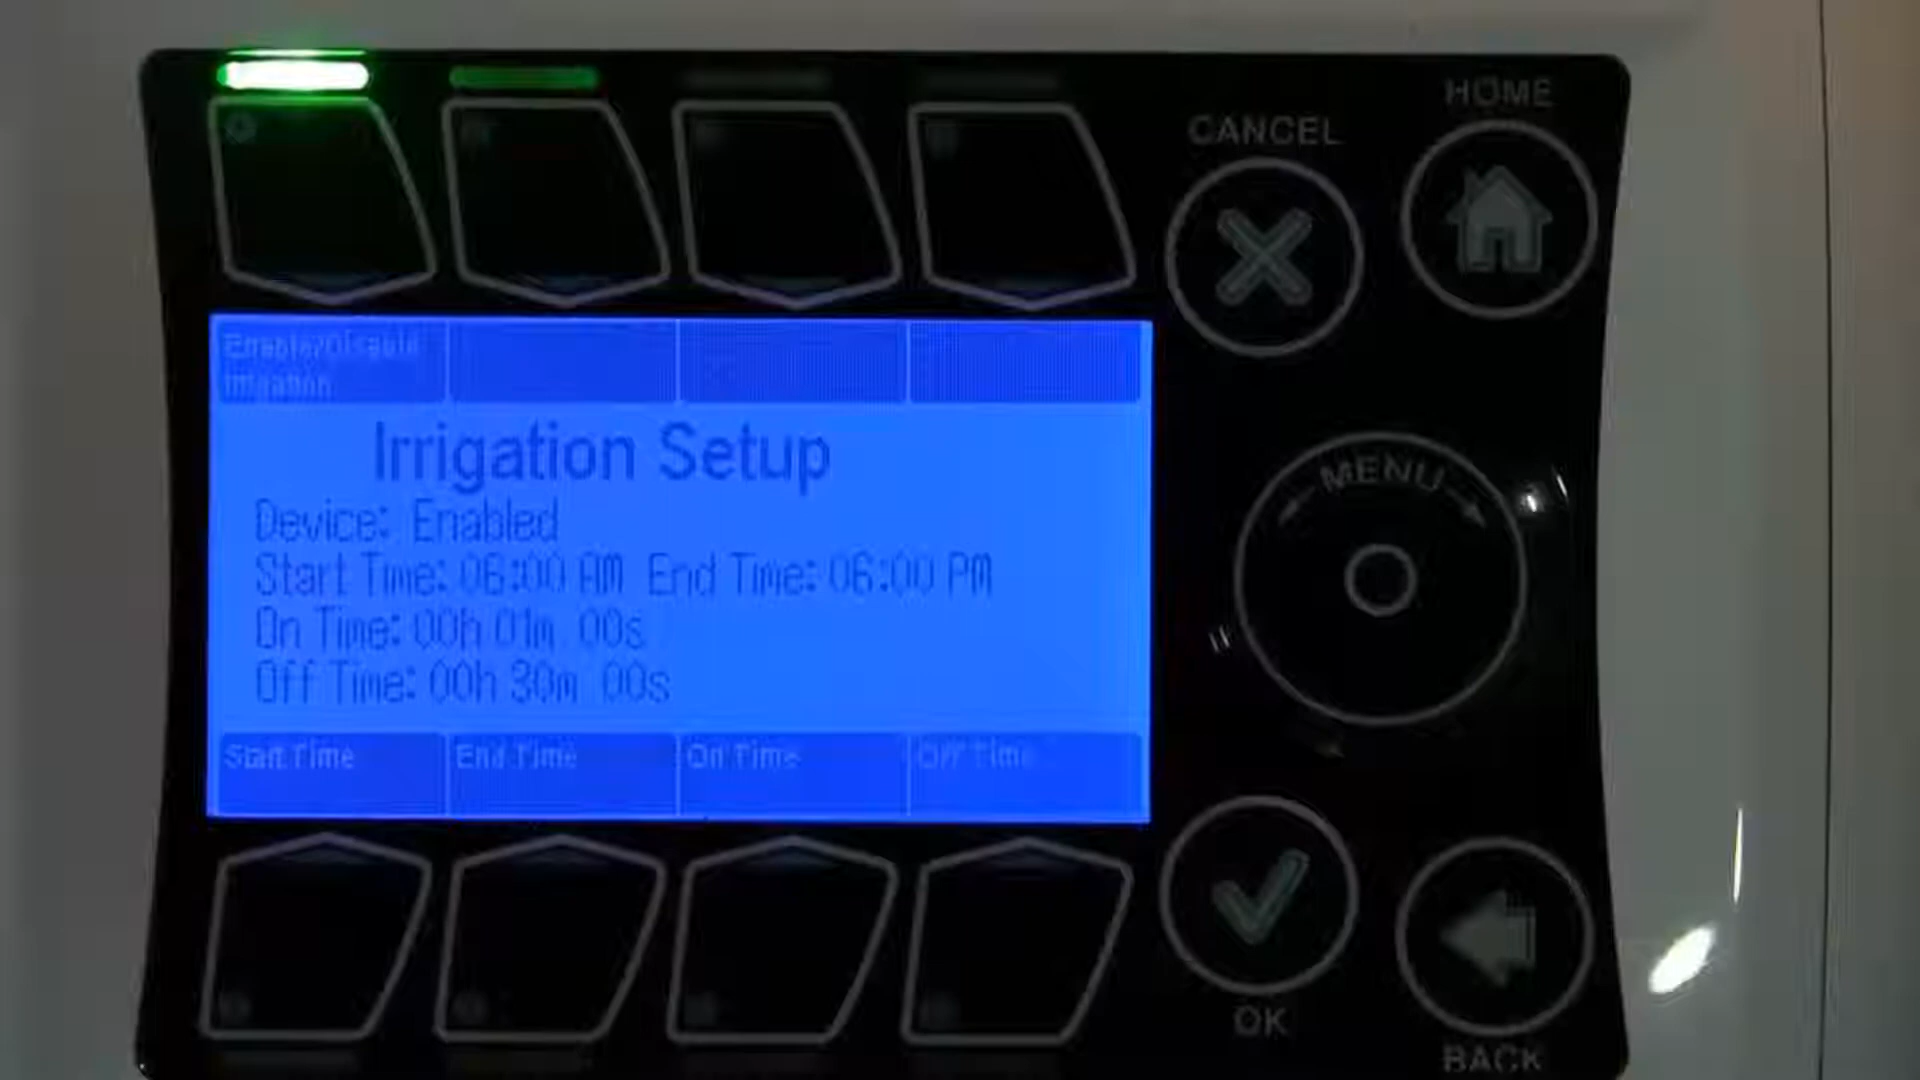 HOME
CANCEL
Enable/Disable
Irrigation
Irrigation Setup
MENU
Device: Enabled
Start Time: 06:00 AM End Time: 06:00 PM
On Time: 00h 01m 00s
Off Time: 00h 30m 00s
Start Time End Time On Time Off Time
OK
BACK